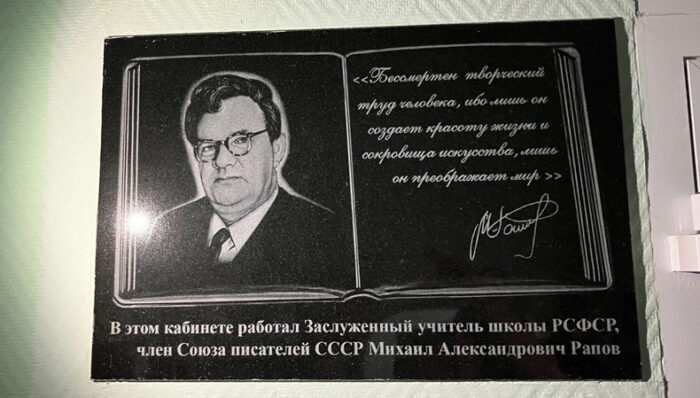 <<Бессмертен творческий
труд человека, ибо лишь он
создает красоту жизни и
сокровища искусства, лишь
он преображает мир >>
В этом кабинете работал Заслуженный учитель школы РСФСР,
член Союза писателей СССР Михаил Александрович Рапов